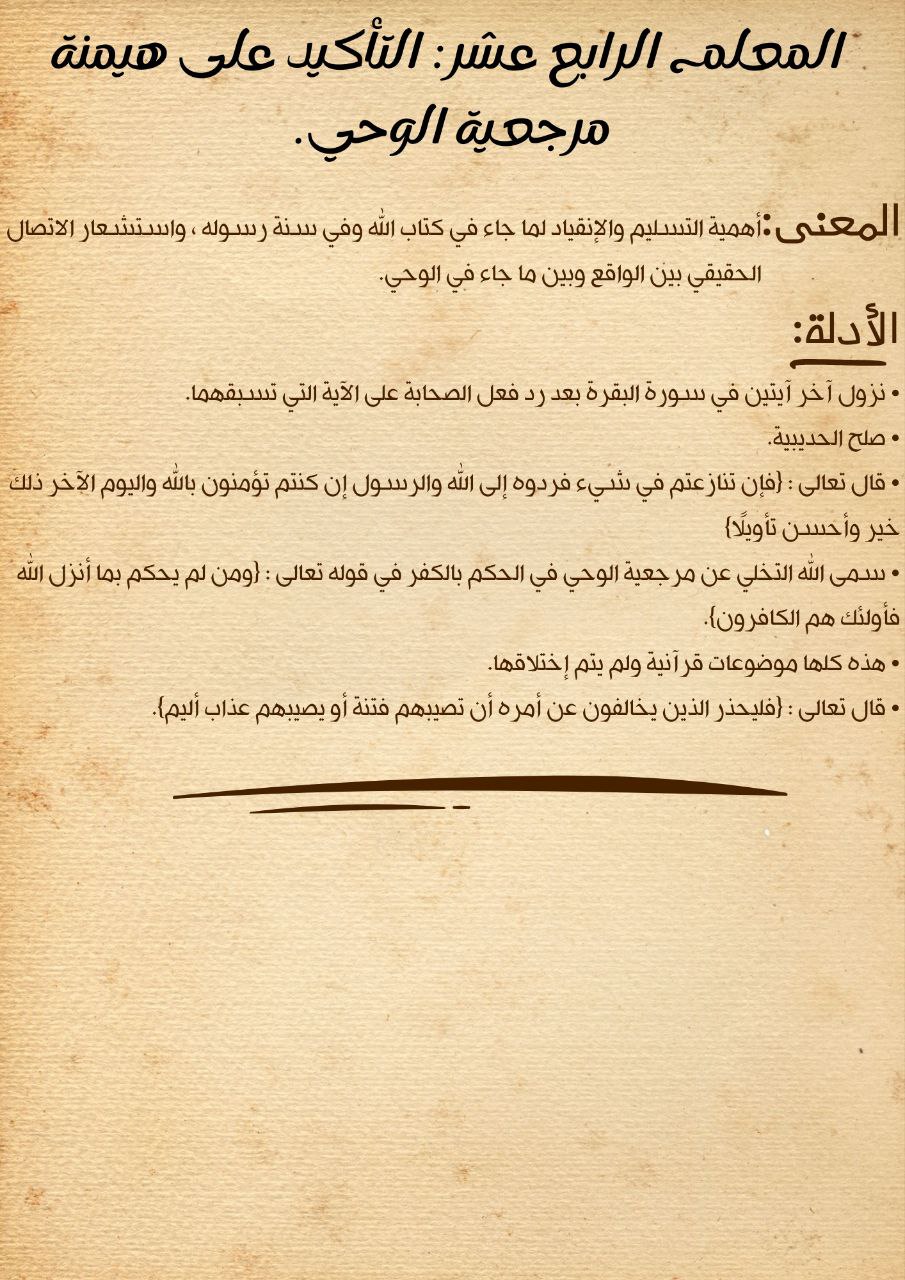 المعلم الرابع عشر: التأكيد على هيمنة
مرجعية الوحي.
المعنى:أهمية التسليم والإنقياد لما جاء في كتاب الله وفي سنة رسوله ، واستشعار الاتصال
الحقيقي بين الواقع وبين ما جاء في الوحي.
الأدلة:
• نزول آخر آيتين في سورة البقرة بعد رد فعل الصحابة على الآية التي تسبقهما.
• صلح الحديبية.
• قال تعالى : {فإن تنازعتم في شيء فردوه إلى الله والرسول إن كنتم تؤمنون بالله واليوم الآخر ذلك
خير وأحسن تأويلًا}
• سمى الله التخلي عن مرجعية الوحي في الحكم بالكفر في قوله تعالى : {ومن لم يحكم بما أنزل الله
فأولئك هم الكافرون}.
• هذه كلها موضوعات قرآنية ولم يتم إختلاقها.
• قال تعالى : {فليحذر الذين يخالفون عن أمره أن تصيبهم فتنة أو يصيبهم عذاب أليم}.